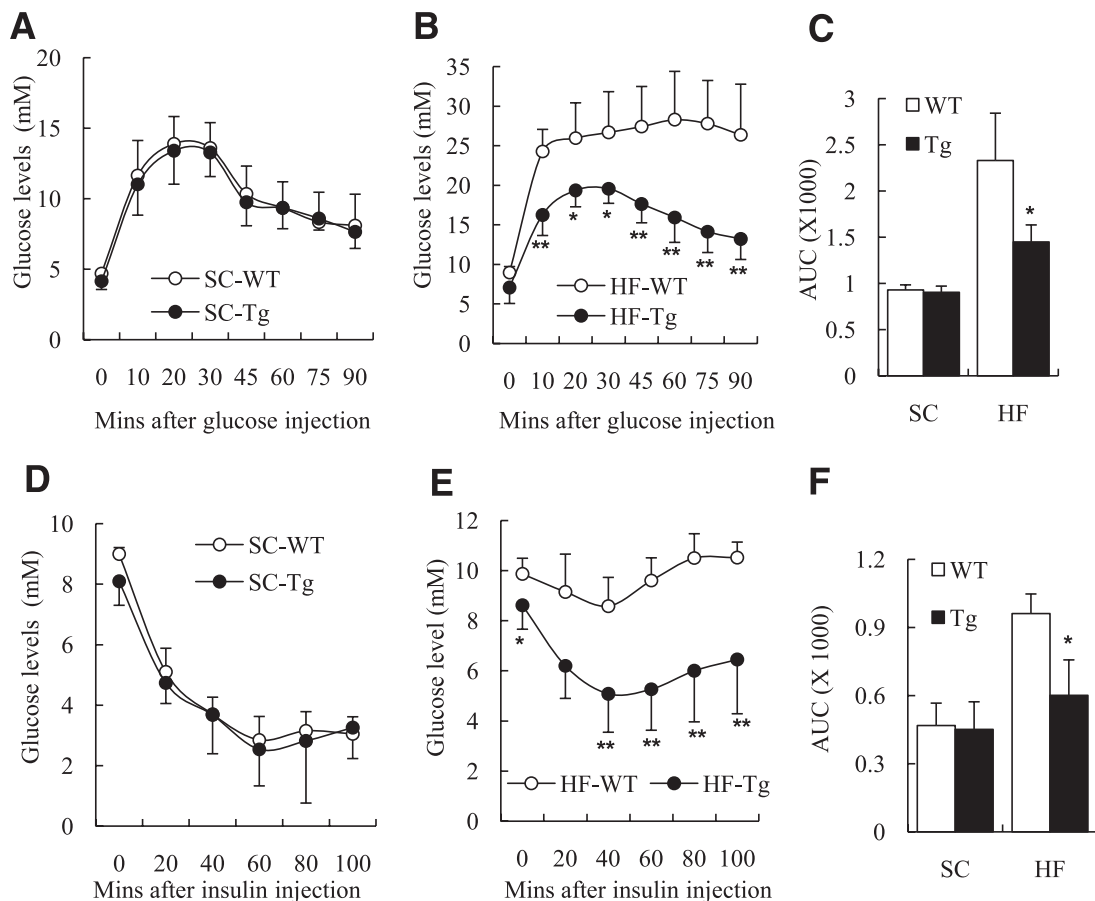 A
Glucose levels (mM)
20
15
10
5
0
SC-WT
SC-Tg
0 10 20 30 45 60 75 90
Mins after glucose injection
B
Glucose levels (mM)
35
30
25
20
15
10
5
0
** * * ** ** ** **
HF-WT
HF-Tg
0 10 20 30 45 60 75 90
Mins after glucose injection
C
AUC (X1000)
3
2.5
2
1.5
1
0.5
0
WT
Tg
*
SC HF
D
Glucose levels (mM)
10
8
6
4
2
0
SC-WT
SC-Tg
0 20 40 60 80 100
Mins after insulin injection
E
Glucose level (mM)
12
10
8
6
4
2
0
* ** ** ** **
HF-WT HF-Tg
0 20 40 60 80 100
Mins after insulin injection
F
AUC (X 1000)
1.2
0.9
0.6
0.3
0
WT
Tg
*
SC HF